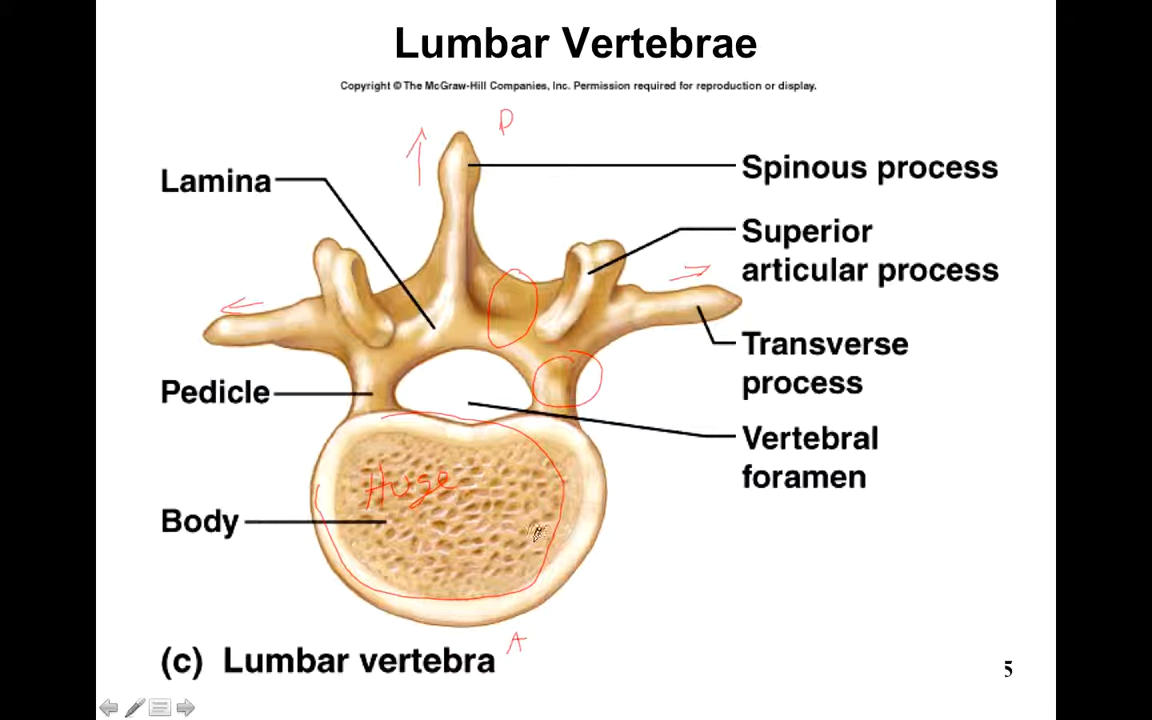 Lumbar Vertebrae
Copyright © The McGraw-Hill Companies, Inc. Permission required for reproduction or display.
P
Lamina
Spinous process
Superior
articular process
Transverse
process
Pedicle
Vertebral
foramen
Huge
Body
A
(c) Lumbar vertebra
5